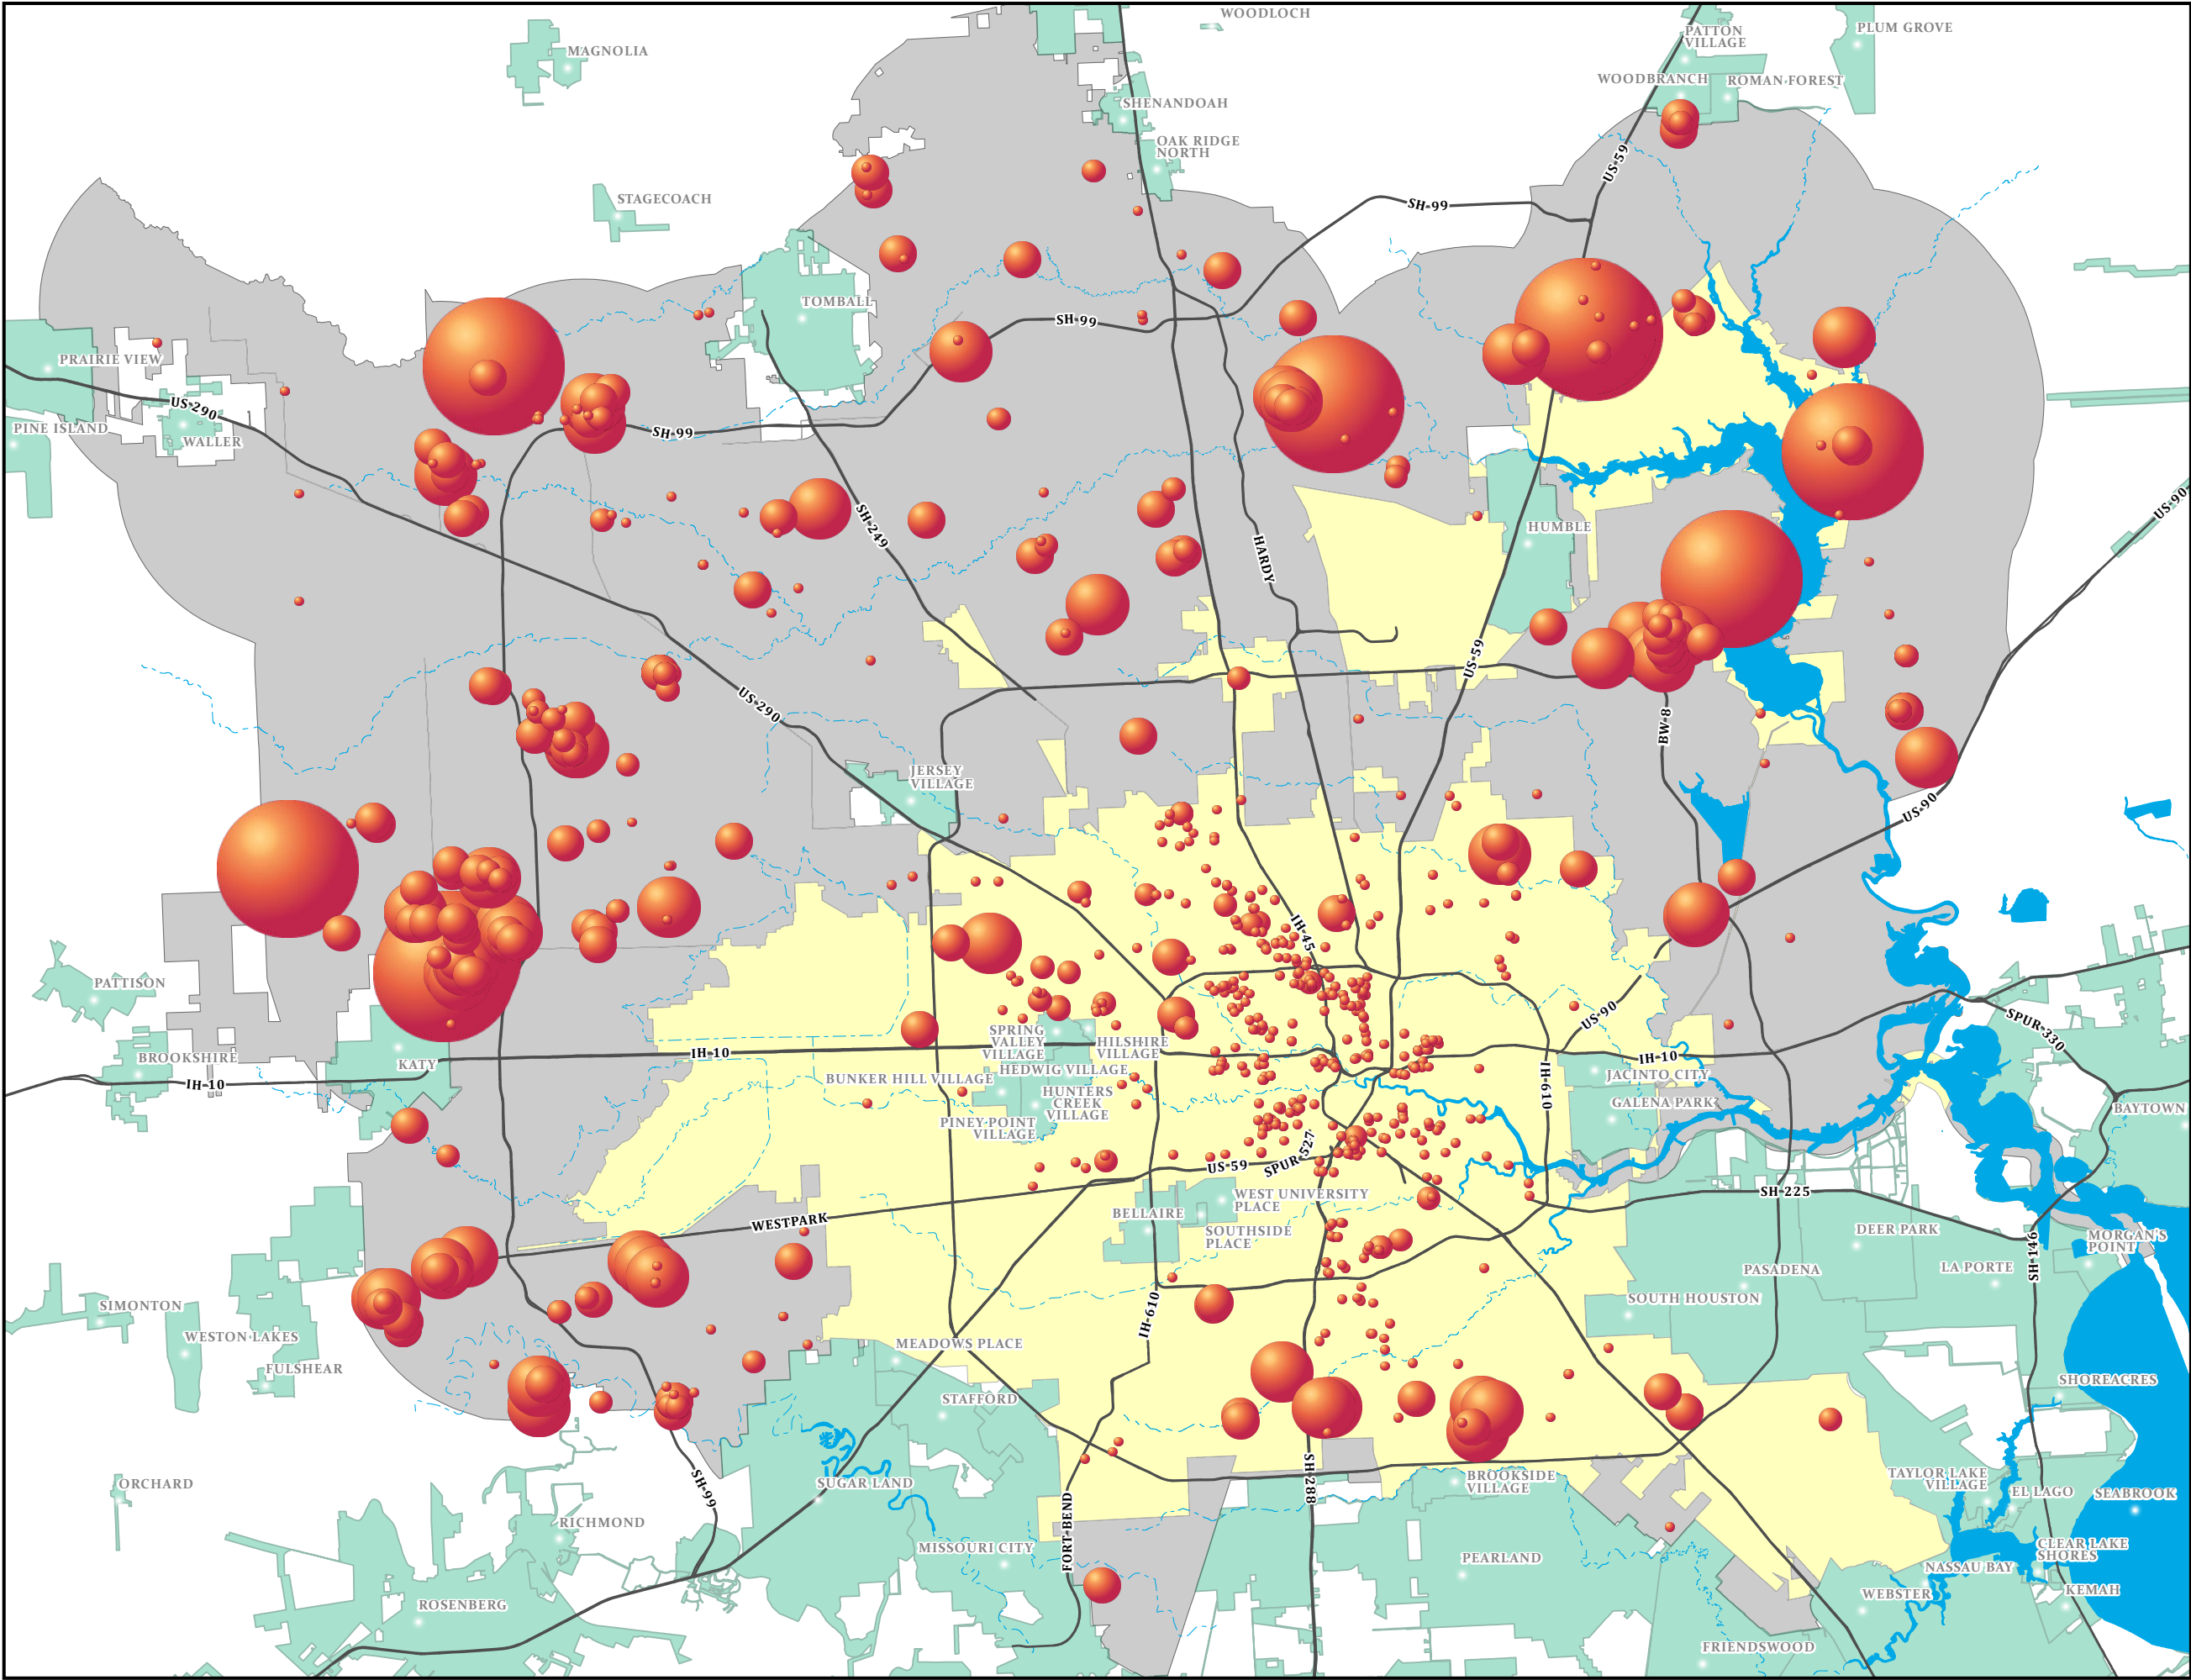 WOODLOCH
MAGNOLIA
PATTON
VILLAGE
PLUM GROVE
WOODBRANCH
ROMAN FOREST
SHENANDOAH
OAK RIDGE
NORTH
US 59
STAGECOACH
SH 99
TOMBALL
SH 99
PRAIRIE VIEW
US 290
WALLER
PINE ISLAND
SH 99
SH 249
HUMBLE
US 90
HARDY
US 59
US 290
BW 8
JERSEY
VILLAGE
US 90
IH 45
PATTISON
US 90
SPUR 330
SPRING
VALLEY
VILLAGE
HILSHIRE
VILLAGE
BROOKSHIRE
KATY
IH 10
IH 10
IH 10
HEDWIG VILLAGE
BUNKER HILL VILLAGE
JACINTO CITY
IH 610
HUNTERS
CREEK
VILLAGE
GALENA PARK
BAYTOWN
PINEY POINT
VILLAGE
SPUR 527
US 59
SH 225
WEST UNIVERSITY
PLACE
WESTPARK
BELLAIRE
SOUTHSIDE
PLACE
DEER PARK
MORGAN'S
POINT
SH 146
PASADENA
LA PORTE
SIMONTON
SOUTH HOUSTON
IH 610
WESTON LAKES
MEADOWS PLACE
FULSHEAR
SHOREACRES
STAFFORD
ORCHARD
SH 99
SUGAR LAND
SH 288
BROOKSIDE
VILLAGE
TAYLOR LAKE
VILLAGE
EL LAGO
SEABROOK
RICHMOND
FORT BEND
MISSOURI CITY
PEARLAND
CLEAR LAKE
SHORES
NASSAU BAY
WEBSTER
KEMAH
ROSENBERG
FRIENDSWOOD